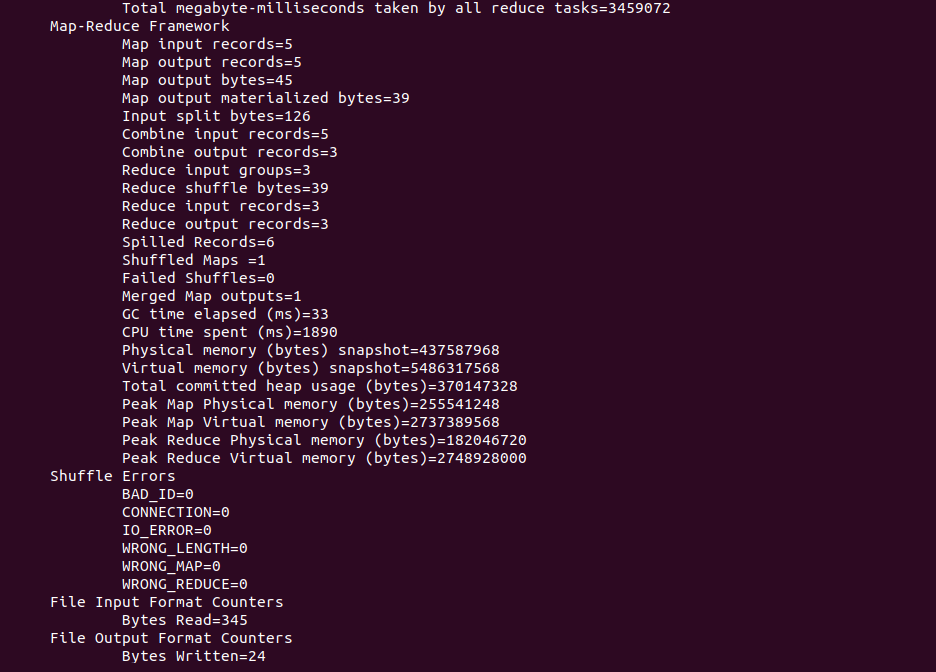 Total megabyte-milliseconds taken by all reduce tasks=3459072
Map-Reduce Framework
Map input records=5
Map output records=5
Map output bytes=45
Map output materialized bytes=39
Input split bytes=126
Combine input records=5
Combine output records=3
Reduce input groups=3
Reduce shuffle bytes=39
Reduce input records=3
Reduce output records=3
Spilled Records=6
Shuffled Maps =1
Failed Shuffles=0
Merged Map outputs=1
GC time elapsed (ms)=33
CPU time spent (ms)=1890
Physical memory (bytes) snapshot=437587968
Virtual memory (bytes) snapshot=5486317568
Total committed heap usage (bytes)=370147328
Peak Map Physical memory (bytes)=255541248
Peak Map Virtual memory (bytes)=2737389568
Peak Reduce Physical memory (bytes)=182046720
Peak Reduce Virtual memory (bytes)=2748928000
Shuffle Errors
BAD_ID=0
CONNECTION=0
IO_ERROR=0
WRONG_LENGTH=0
WRONG_MAP=0
WRONG_REDUCE=0
File Input Format Counters
Bytes Read=345
File Output Format Counters
Bytes Written=24